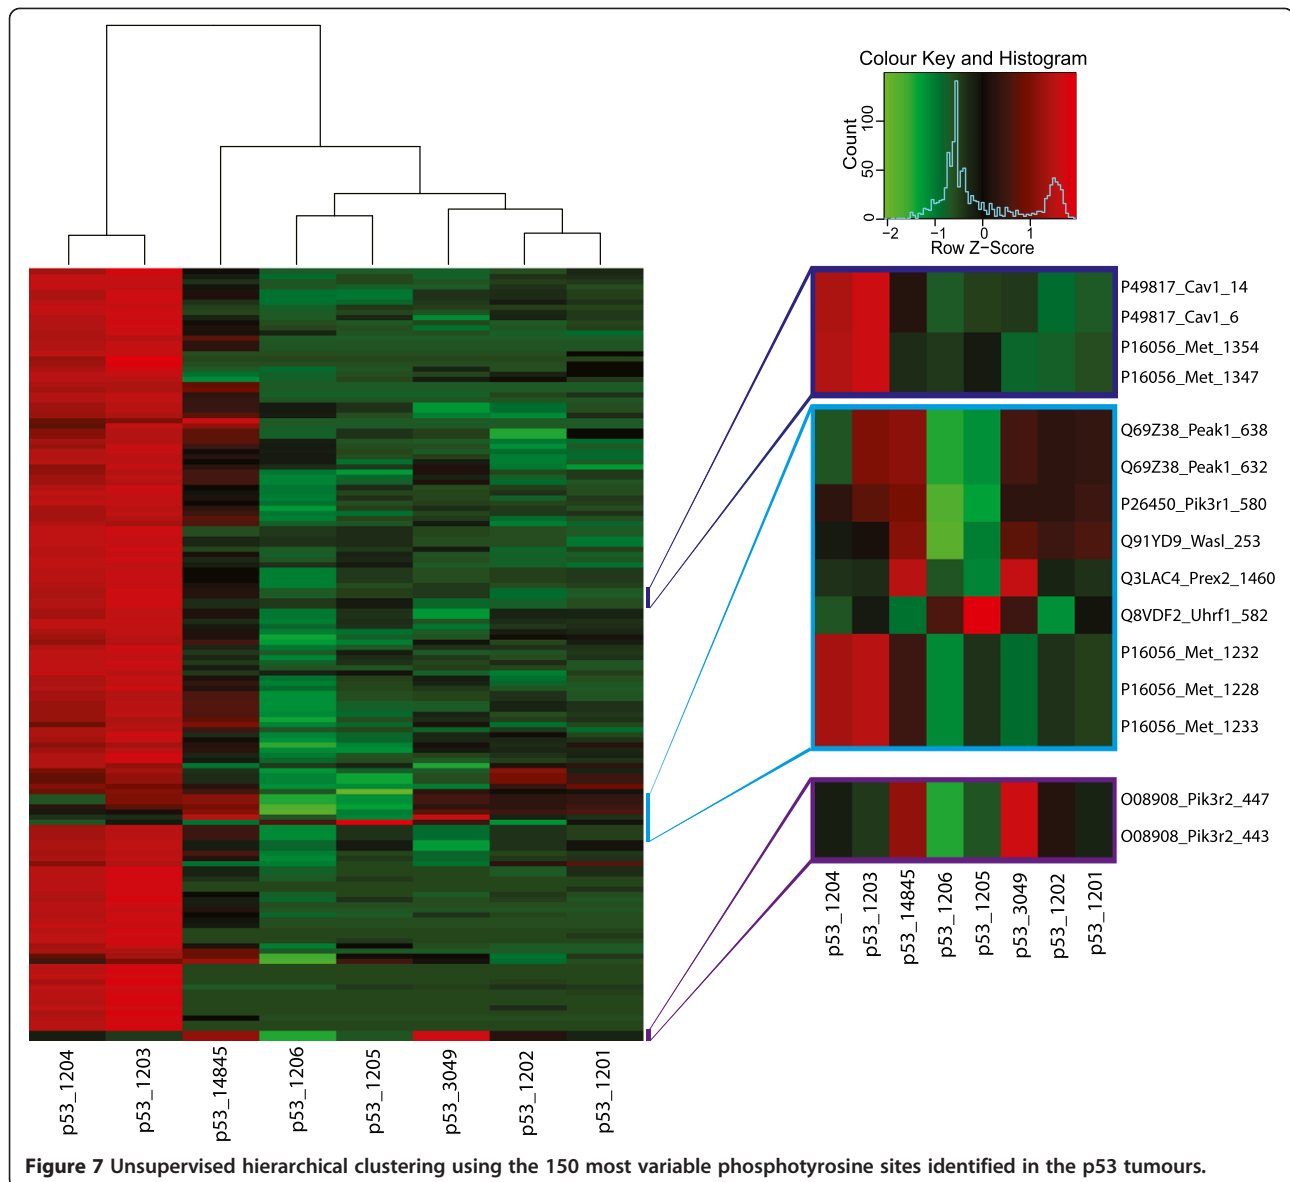 Colour Key and Histogram
Count
0 50 100
−2 −1 0 1
Row Z−Score
P49817_Cav1_14
P49817_Cav1_6
P16056_Met_1354
P16056_Met_1347
Q69Z38_Peak1_638
Q69Z38_Peak1_632
P26450_Pik3r1_580
Q91YD9_Wasl_253
Q3LAC4_Prex2_1460
Q8VDF2_Uhrf1_582
P16056_Met_1232
P16056_Met_1228
P16056_Met_1233
O08908_Pik3r2_447
O08908_Pik3r2_443
p53_1204 p53_1203 p53_14845 p53_1206 p53_1205 p53_3049 p53_1202 p53_1201
p53_1204 p53_1203 p53_14845 p53_1206 p53_1205 p53_3049 p53_1202 p53_1201
Figure 7 Unsupervised hierarchical clustering using the 150 most variable phosphotyrosine sites identified in the p53 tumours.